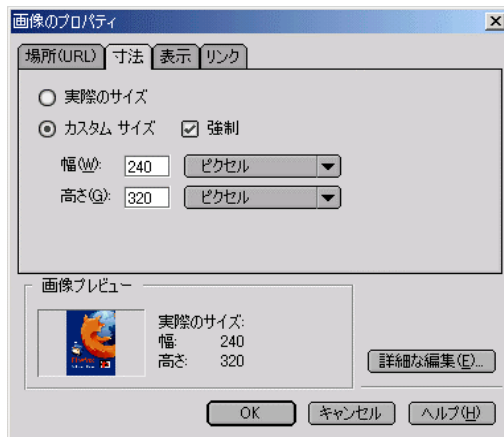 画像のプロパティ
場所(URL) 寸法 表示 リンク
実際のサイズ
カスタム サイズ 強制
幅(W): 240 ピクセル
高さ(G): 320 ピクセル
画像プレビュー
実際のサイズ:
幅: 240
高さ: 320
詳細な編集(E)...
OK キャンセル ヘルプ(H)